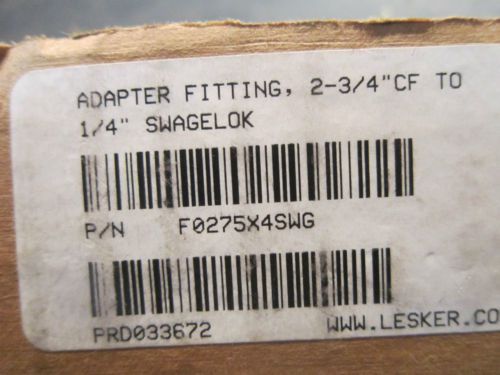 ADAPTER FITTING, 2-3/4"CF TO
1/4" SWAGELOK
P/N F0275X4SWG
PRD033672 WWW.LESKER.CO